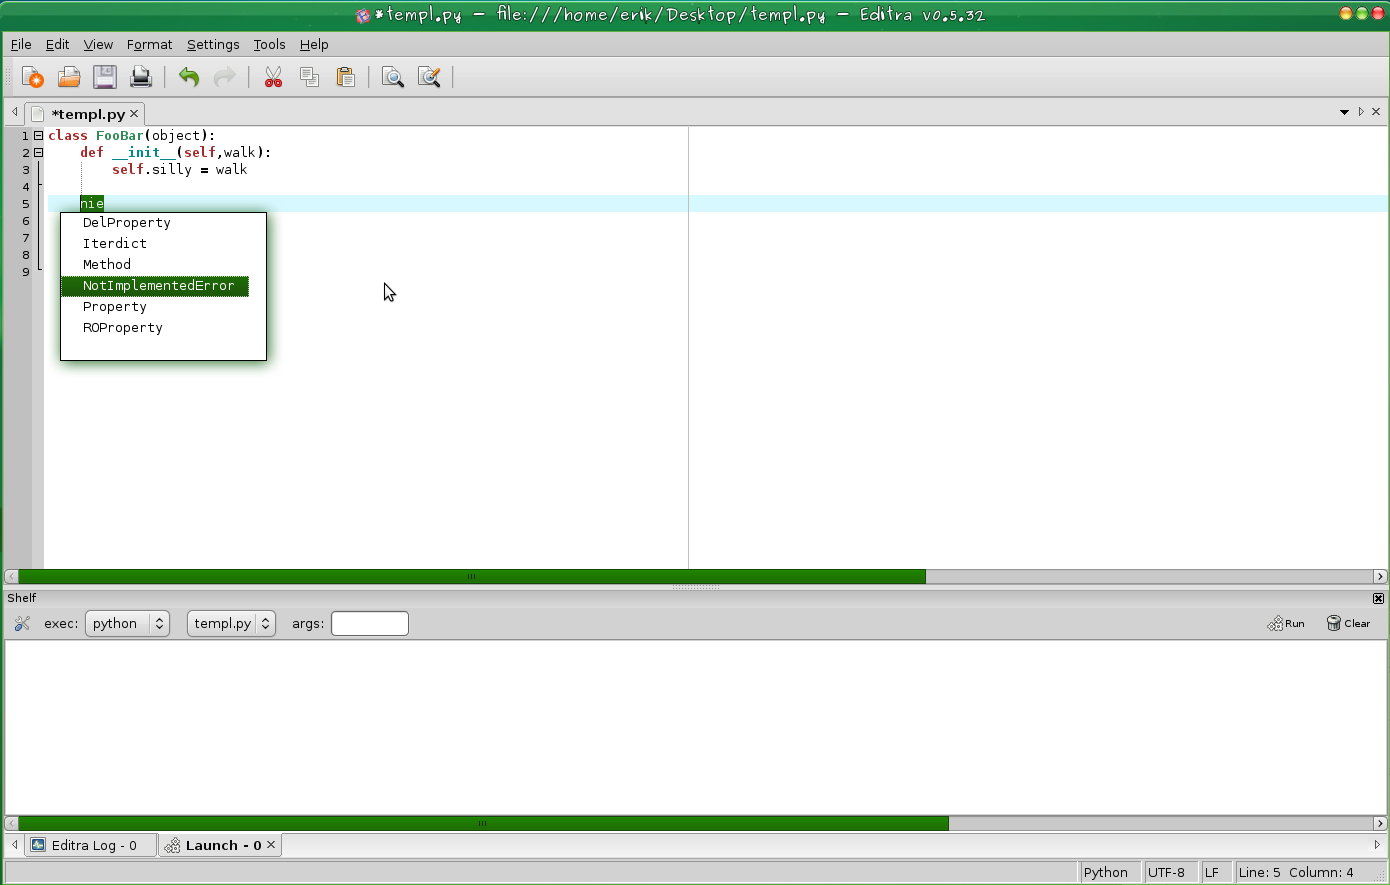 *templ.py - file:///home/erik/Desktop/templ.py - Editra v0.5.32
File Edit View Format Settings Tools Help
*templ.py
1 class FooBar(object):
2 def __init__(self,walk):
3 self.silly = walk
4
5 nie
6
7
8
9
DelProperty
Iterdict
Method
NotImplementedError
Property
ROProperty
Shelf
exec: python templ.py args: Run Clear
Editra Log - 0 Launch - 0
Python UTF-8 LF Line: 5 Column: 4